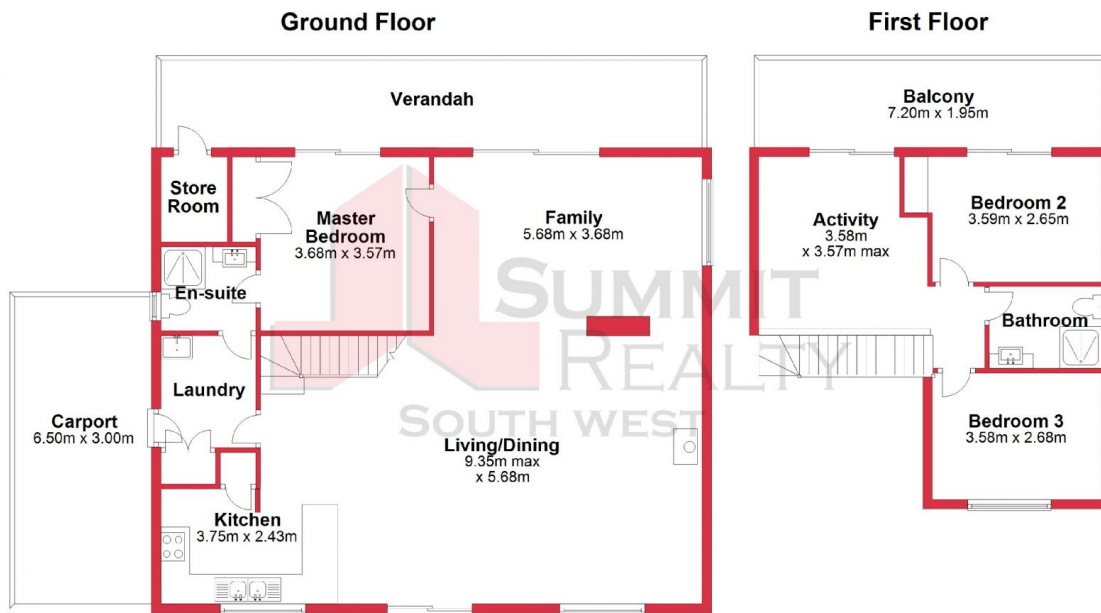 Ground Floor
First Floor
Verandah
Balcony
7.20m x 1.95m
Store
Room
Master
Bedroom
3.68m x 3.57m
Family
5.68m x 3.68m
Activity
3.58m
x 3.57m max
Bedroom 2
3.59m x 2.65m
En-suite
SUMMIT
REALTY
SOUTH WEST
Bathroom
Laundry
Carport
6.50m x 3.00m
Living/Dining
9.35m max
x 5.68m
Bedroom 3
3.58m x 2.68m
Kitchen
3.75m x 2.43m